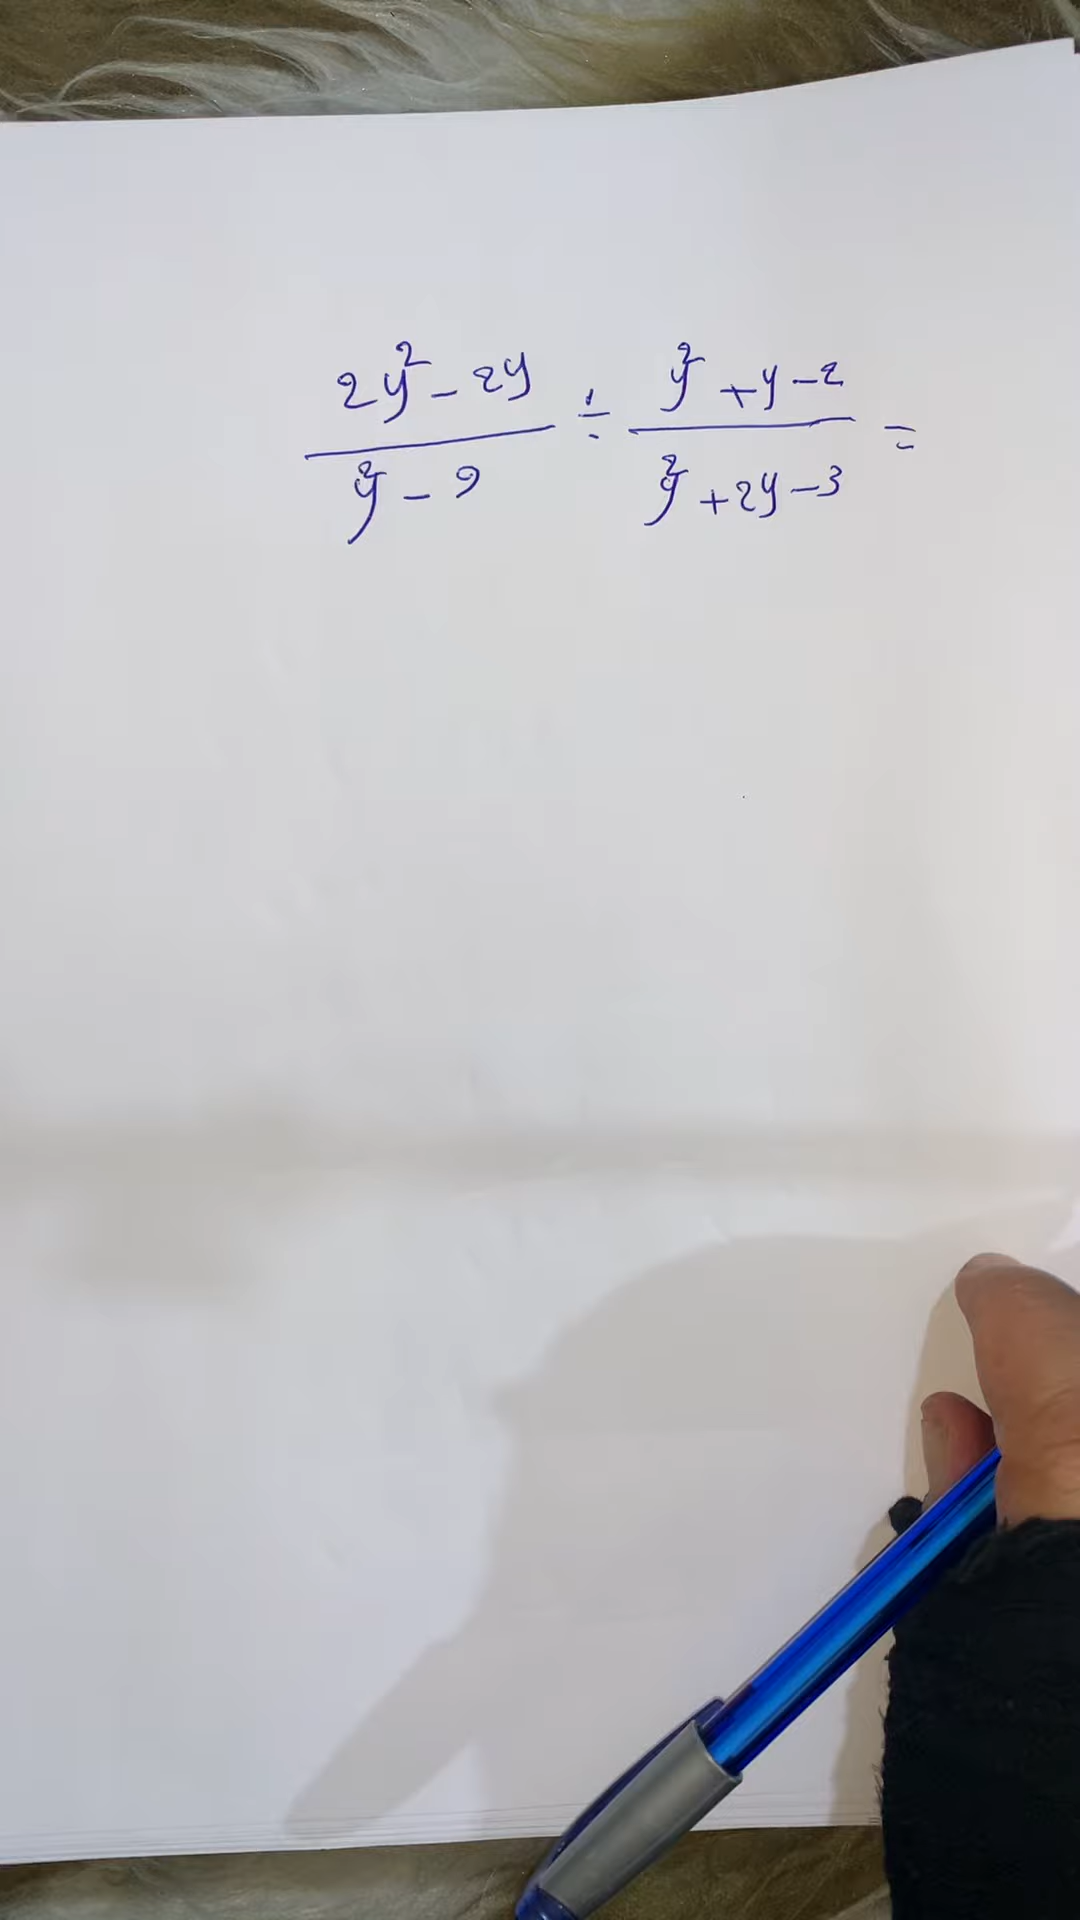 2y² - 2y / y² - 9 ÷ y² + y - 2 / y² + 2y - 3 =